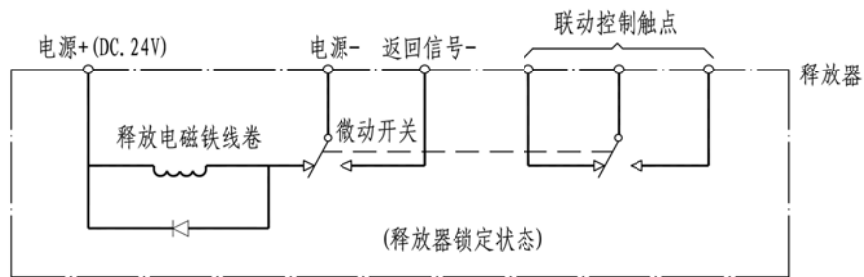 联动控制触点
电源+(DC.24V) 电源- 返回信号-
释放器
释放电磁铁线卷 微动开关
(释放器锁定状态)